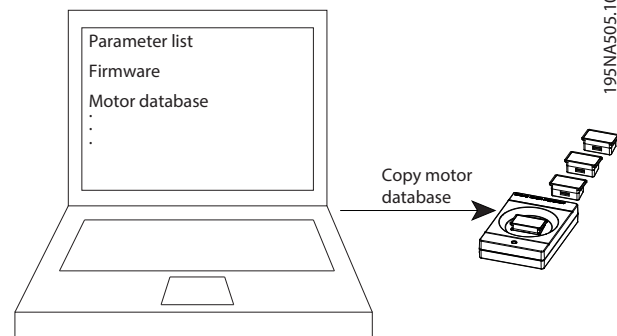 Parameter list
Firmware
Motor database
.
.
.
Copy motor
database
195NA505.10